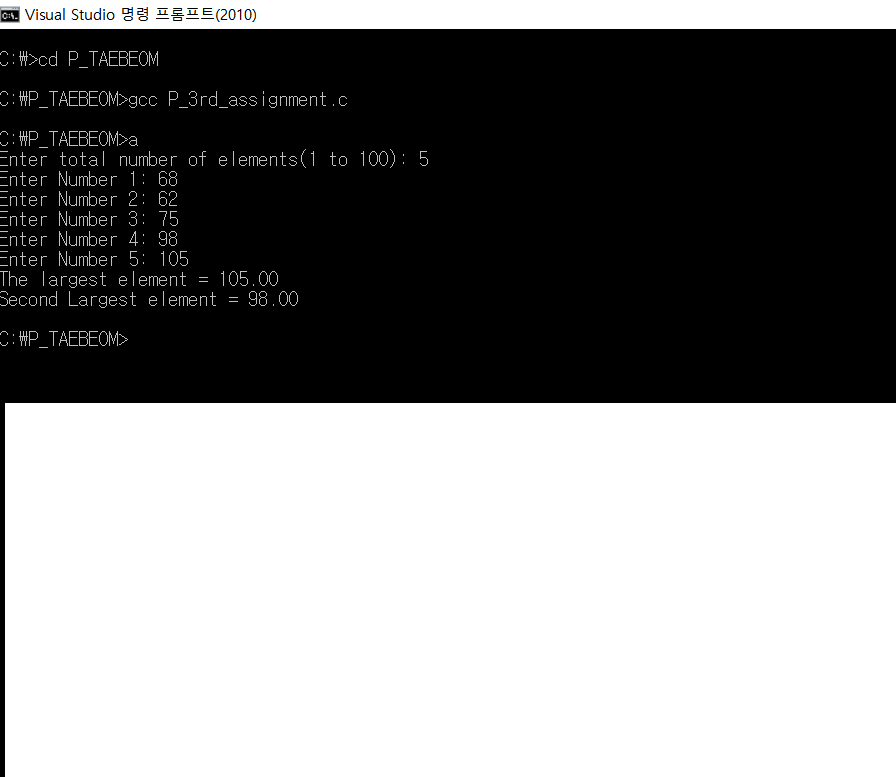 Visual Studio 명령 프롬프트(2010)
C:₩>cd P_TAEBEOM
C:₩P_TAEBEOM>gcc P_3rd_assignment.c
C:₩P_TAEBEOM>a
Enter total number of elements(1 to 100): 5
Enter Number 1: 68
Enter Number 2: 62
Enter Number 3: 75
Enter Number 4: 98
Enter Number 5: 105
The largest element = 105.00
Second Largest element = 98.00
C:₩P_TAEBEOM>